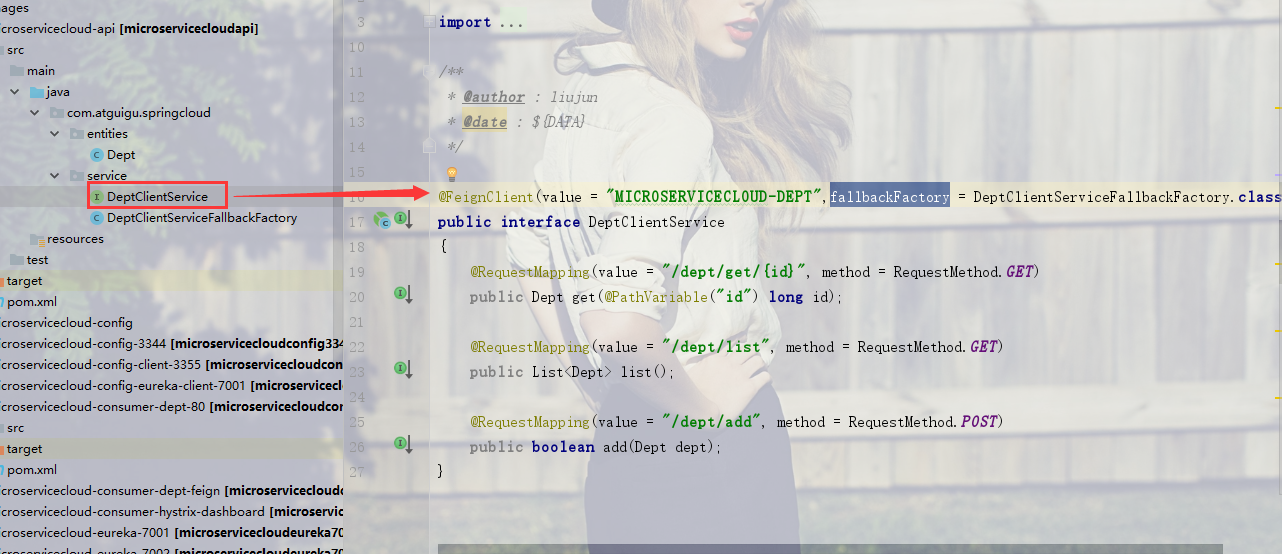 ages
icroservicecloud-api [microservicecloudapi]
src
main
java
com.atguigu.springcloud
entities
Dept
service
DeptClientService
DeptClientServiceFallbackFactory
resources
test
target
pom.xml
croservicecloud-config
croservicecloud-config-3344 [microservicecloudconfig334
croservicecloud-config-client-3355 [microservicecloudcon
croservicecloud-config-eureka-client-7001 [microservicecl
croservicecloud-consumer-dept-80 [microservicecloudcor
src
target
pom.xml
croservicecloud-consumer-dept-feign [microservicecloudc
croservicecloud-consumer-hystrix-dashboard [microservic
croservicecloud-eureka-7001 [microservicecloudeureka70
croservicecloud-eureka-7002 [microservicecloudeureka70
2
3 import ...
10
11 /**
12 * @author : liujun
13 * @date : ${DATA}
14 */
15
16 @FeignClient(value = "MICROSERVICECLOUD-DEPT",fallbackFactory = DeptClientServiceFallbackFactory.class
17 public interface DeptClientService
18 {
19 @RequestMapping(value = "/dept/get/{id}", method = RequestMethod.GET)
20 public Dept get(@PathVariable("id") long id);
21
22 @RequestMapping(value = "/dept/list", method = RequestMethod.GET)
23 public List<Dept> list();
24
25 @RequestMapping(value = "/dept/add", method = RequestMethod.POST)
26 public boolean add(Dept dept);
27 }